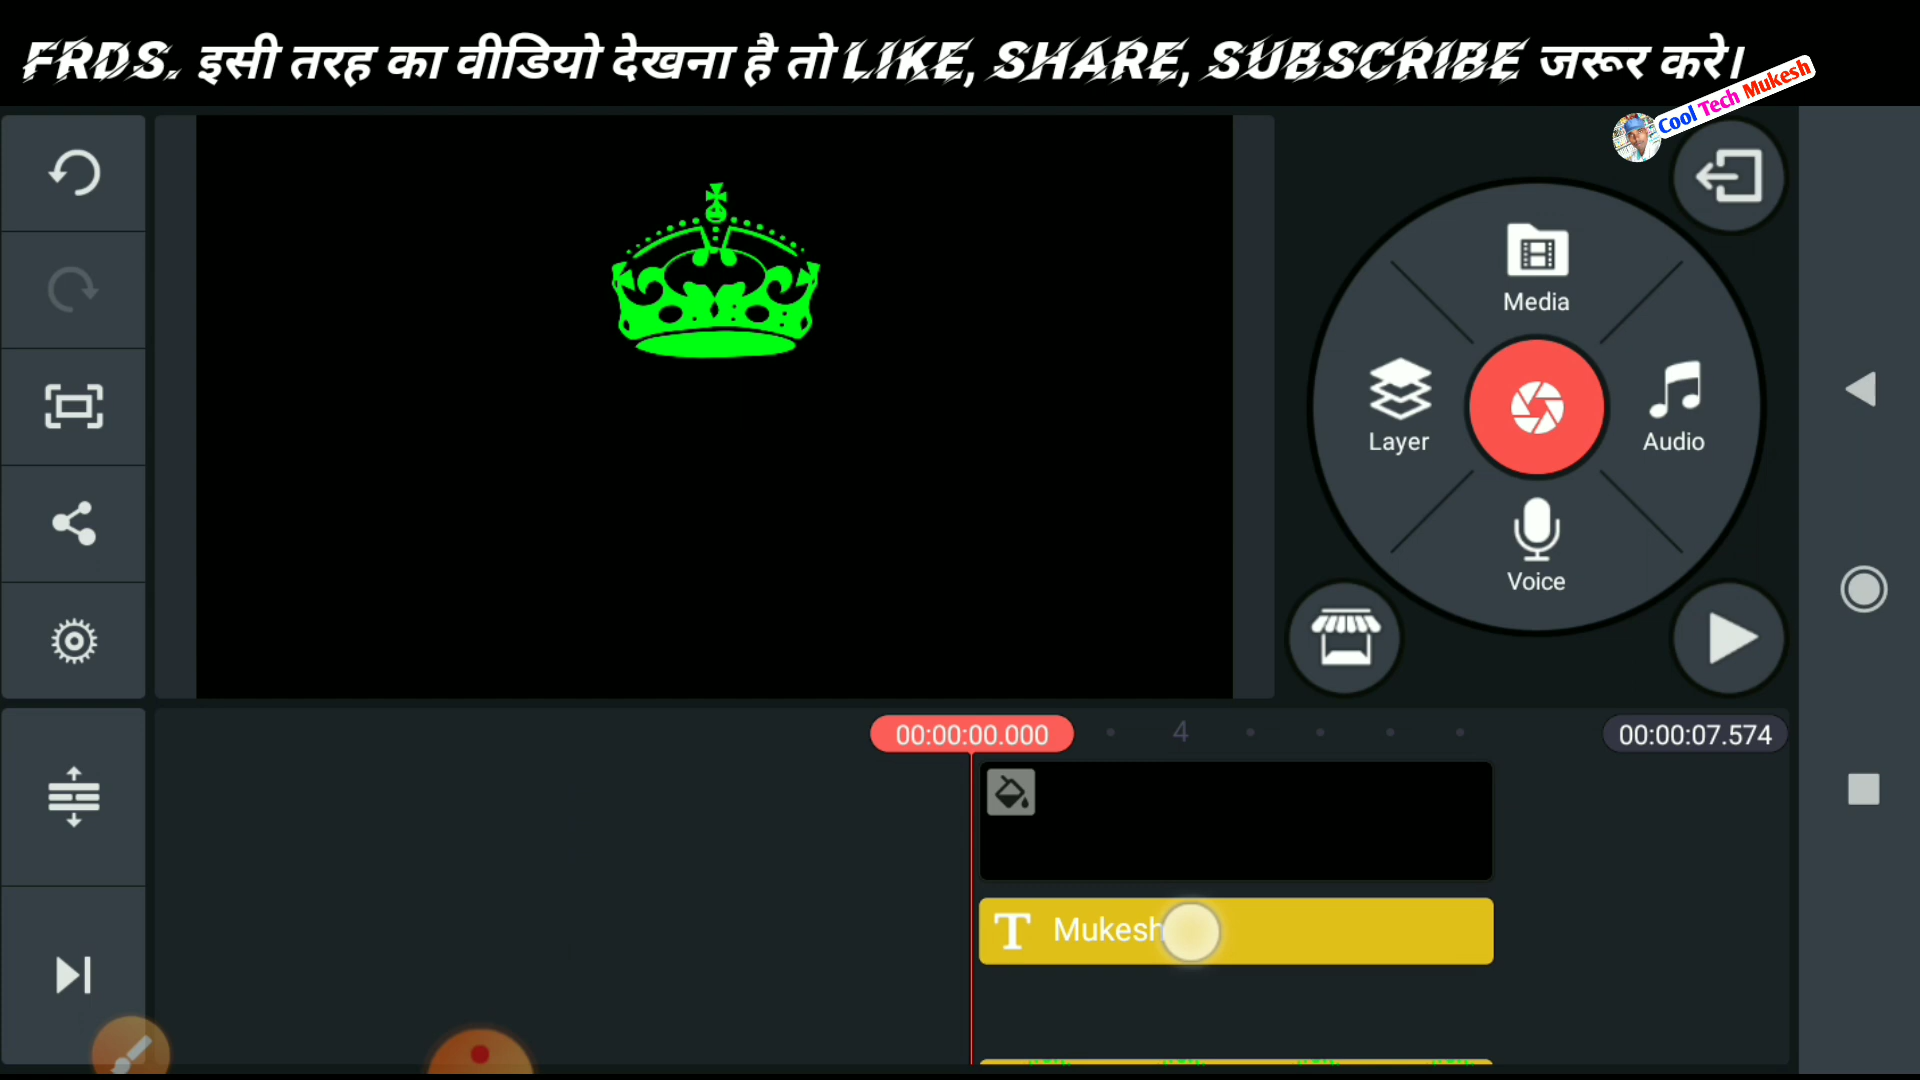 FRDS. इसी तरह का वीडियो देखना है तो LIKE, SHARE, SUBSCRIBE जरूर करे।
Cool Tech Mukesh
Media
Layer
Audio
Voice
00:00:00.000
4
00:00:07.574
T Mukesh